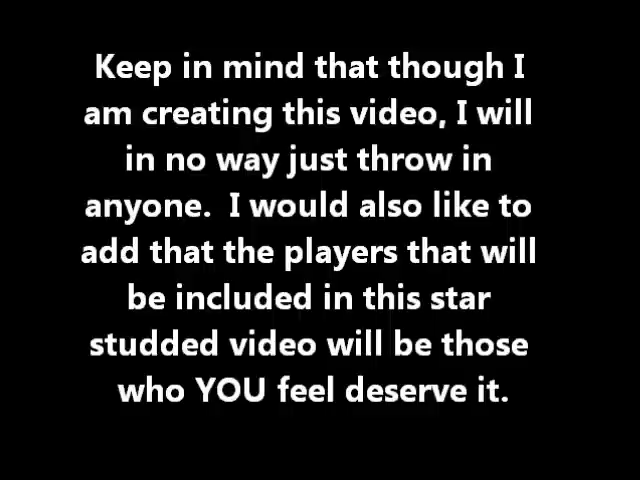 Keep in mind that though I
am creating this video, I will
in no way just throw in
anyone.  I would also like to
add that the players that will
be included in this star
studded video will be those
who YOU feel deserve it.